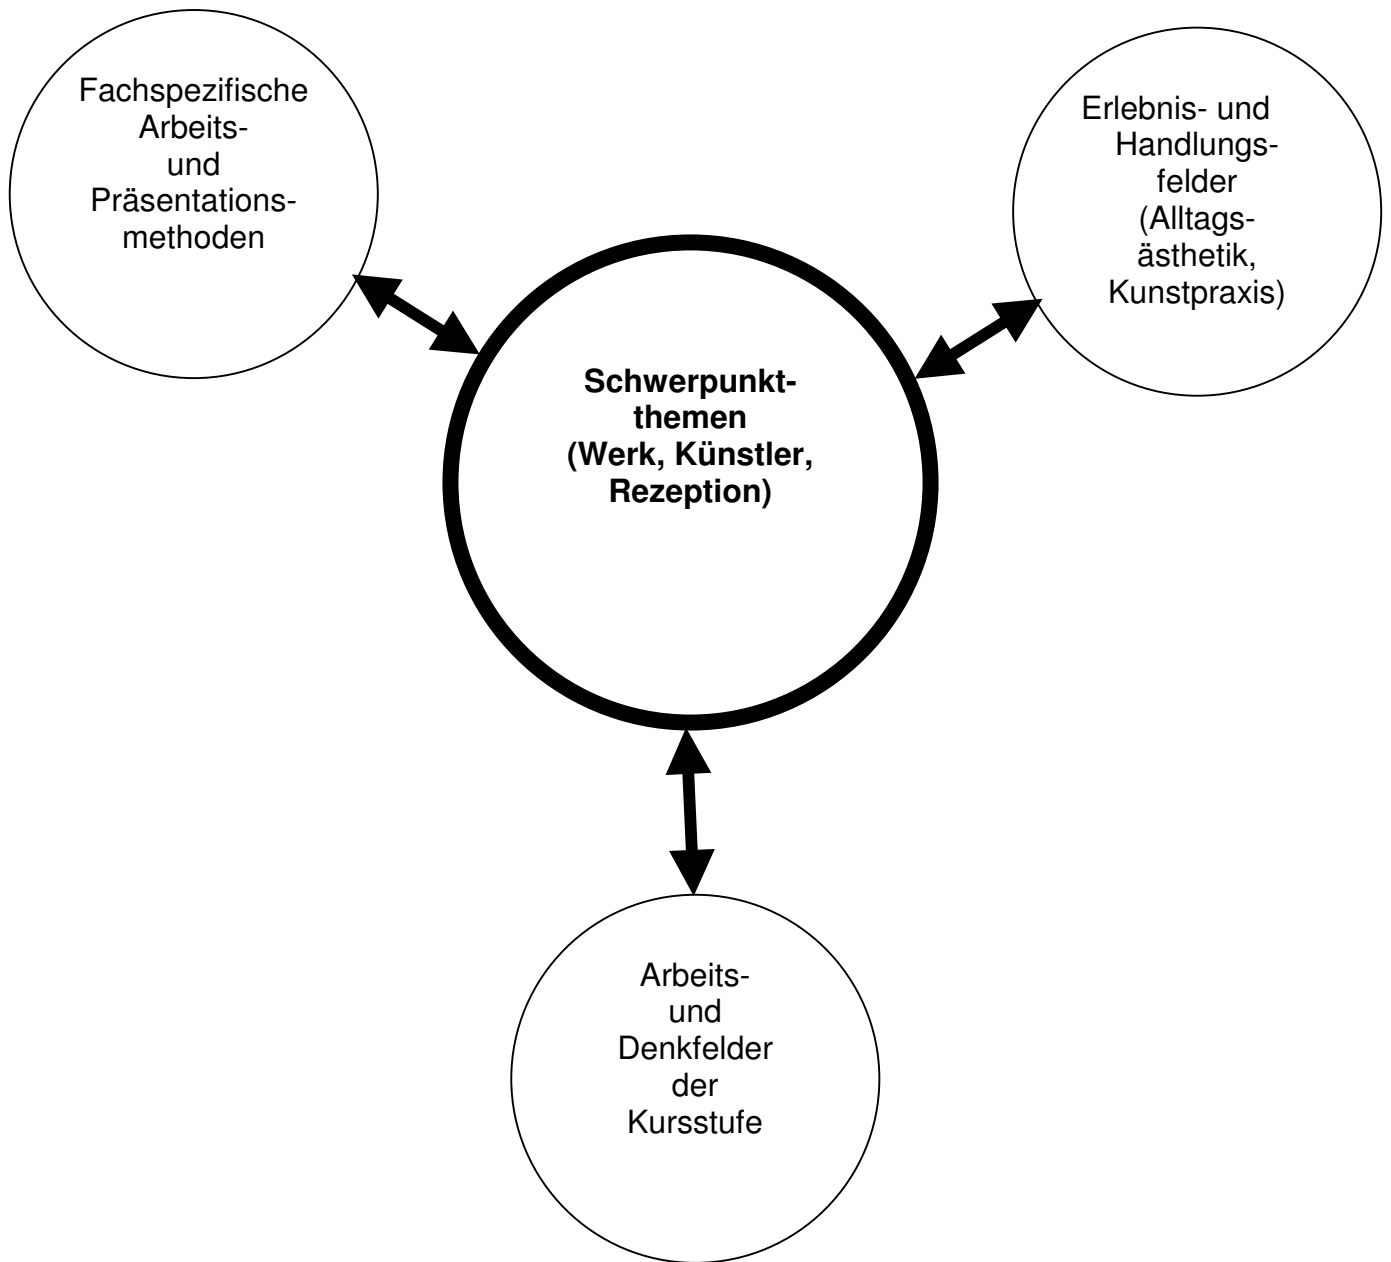 Fachspezifische
Arbeits-
und
Präsentations-
methoden
Erlebnis- und
Handlungs-
felder
(Alltags-
ästhetik,
Kunstpraxis)
Schwerpunkt-
themen
(Werk, Künstler,
Rezeption)
Arbeits-
und
Denkfelder
der
Kursstufe